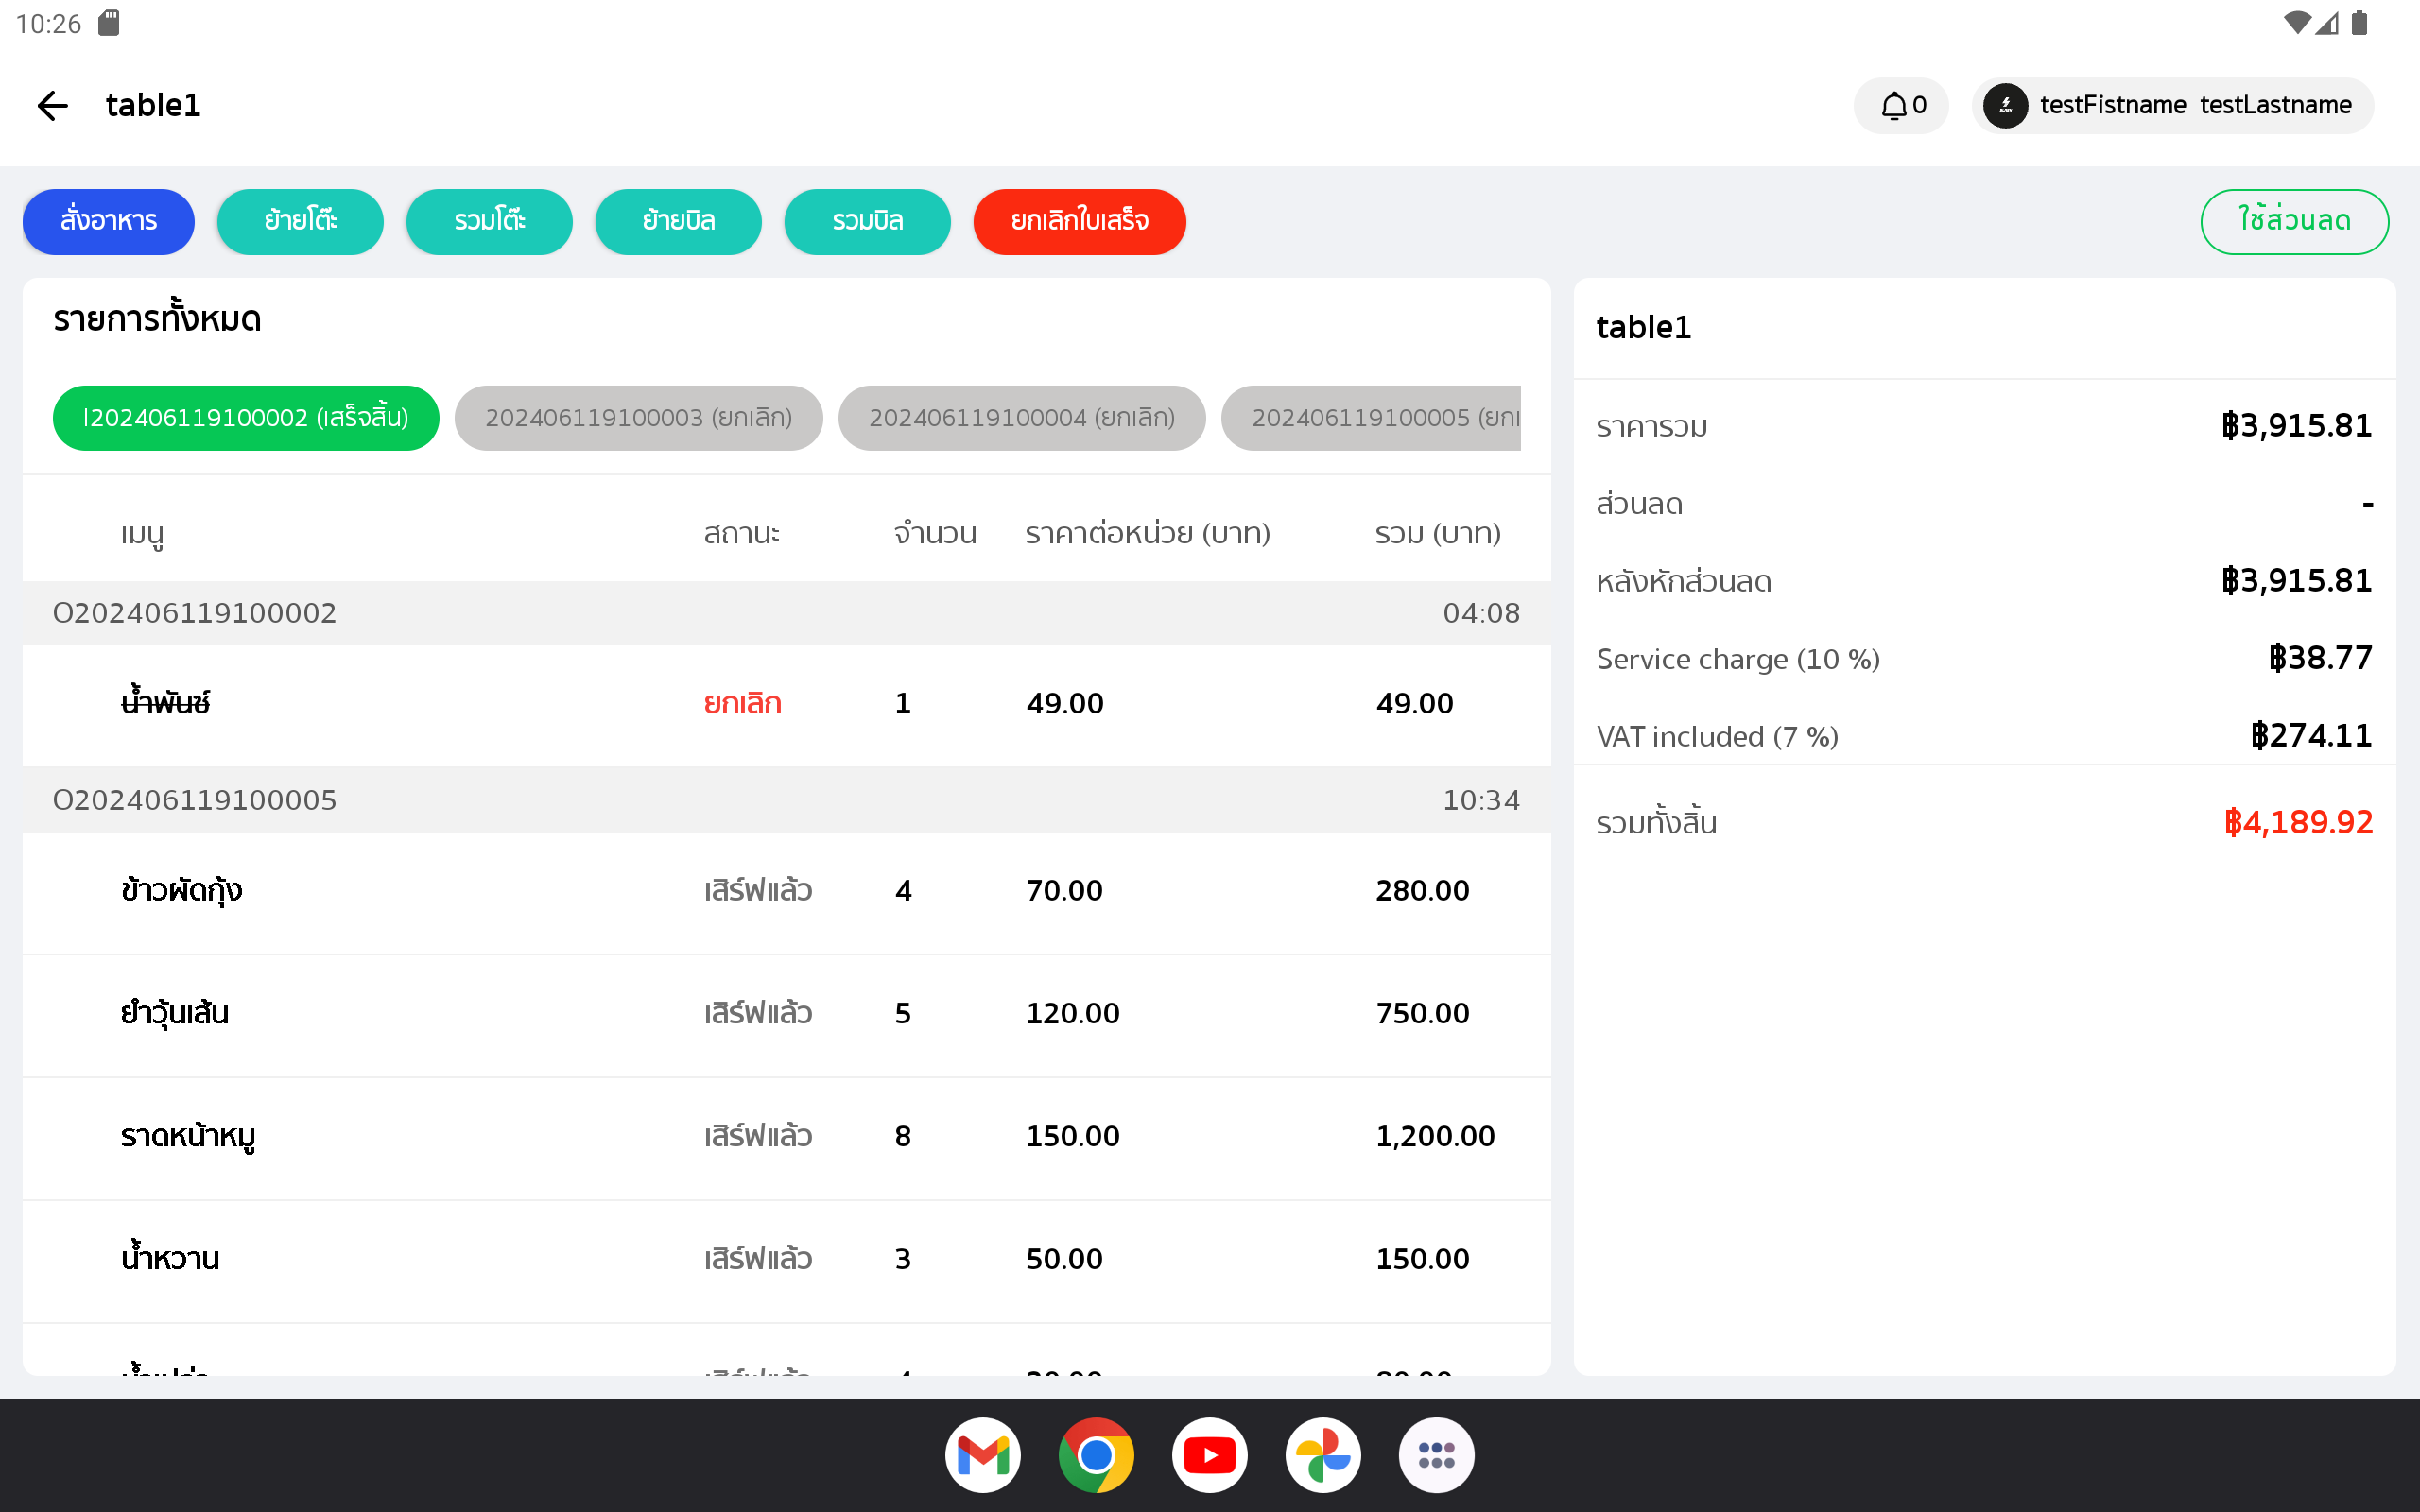 10:26
table1
0
testFistname testLastname
สั่งอาหาร
ย้ายโต๊ะ
รวมโต๊ะ
ย้ายบิล
รวมบิล
ยกเลิกใบเสร็จ
ใช้ส่วนลด
รายการทั้งหมด
I202406119100002 (เสร็จสิ้น)
202406119100003 (ยกเลิก)
202406119100004 (ยกเลิก)
202406119100005
เมนู สถานะ จำนวน ราคาต่อหน่วย (บาท) รวม (บาท)
O202406119100002 04:08
น้ำพันซ์ ยกเลิก 1 49.00 49.00
O202406119100005 10:34
ข้าวผัดกุ้ง เสิร์ฟแล้ว 4 70.00 280.00
ยำวุ้นเส้น เสิร์ฟแล้ว 5 120.00 750.00
ราดหน้าหมู เสิร์ฟแล้ว 8 150.00 1,200.00
น้ำหวาน เสิร์ฟแล้ว 3 50.00 150.00
table1
ราคารวม ฿3,915.81
ส่วนลด -
หลังหักส่วนลด ฿3,915.81
Service charge (10 %) ฿38.77
VAT included (7 %) ฿274.11
รวมทั้งสิ้น ฿4,189.92